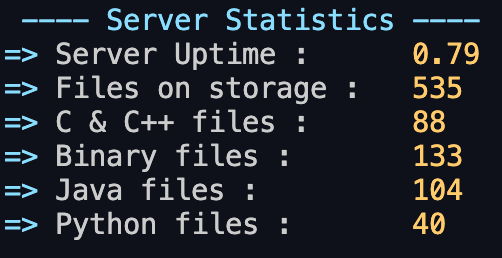 ---- Server Statistics ----
=> Server Uptime : 0.79
=> Files on storage : 535
=> C & C++ files : 88
=> Binary files : 133
=> Java files : 104
=> Python files : 40